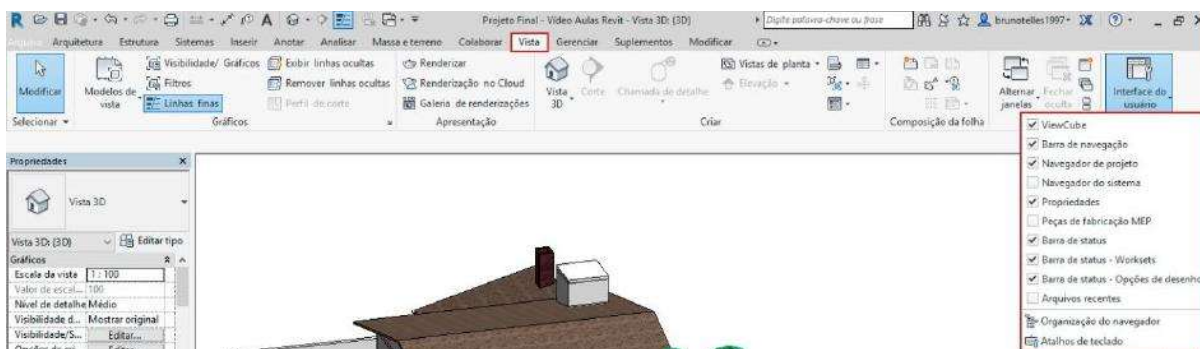 Projeto Final - Vídeo Aulas Revit - Vista 3D: {3D}
Digite palavra-chave ou frase
brunotelles1997
Arquitetura Estrutura Sistemas Inserir Anotar Analisar Massa e terreno Colaborar Vista Gerenciar Suplementos Modificar
Modificar
Selecionar
Modelos de vista
Visibilidade/ Gráficos
Filtros
Linhas finas
Exibir linhas ocultas
Remover linhas ocultas
Perfil de corte
Gráficos
Renderizar
Renderização no Cloud
Galeria de renderizações
Apresentação
Vista 3D
Corte
Chamada de detalhe
Vistas de planta
Elevação
Criar
Composição da folha
Alternar janelas
Fechar oculta
Interface do usuário
ViewCube
Barra de navegação
Navegador de projeto
Navegador do sistema
Propriedades
Peças de fabricação MEP
Barra de status
Barra de status - Worksets
Barra de status - Opções de desenho
Arquivos recentes
Organização do navegador
Atalhos de teclado
Propriedades
Vista 3D
Vista 3D: {3D} Editar tipo
Gráficos
Escala da vista 1 : 100
Valor de escal... 100
Nível de detalhe Médio
Visibilidade d... Mostrar original
Visibilidade/S... Editar...